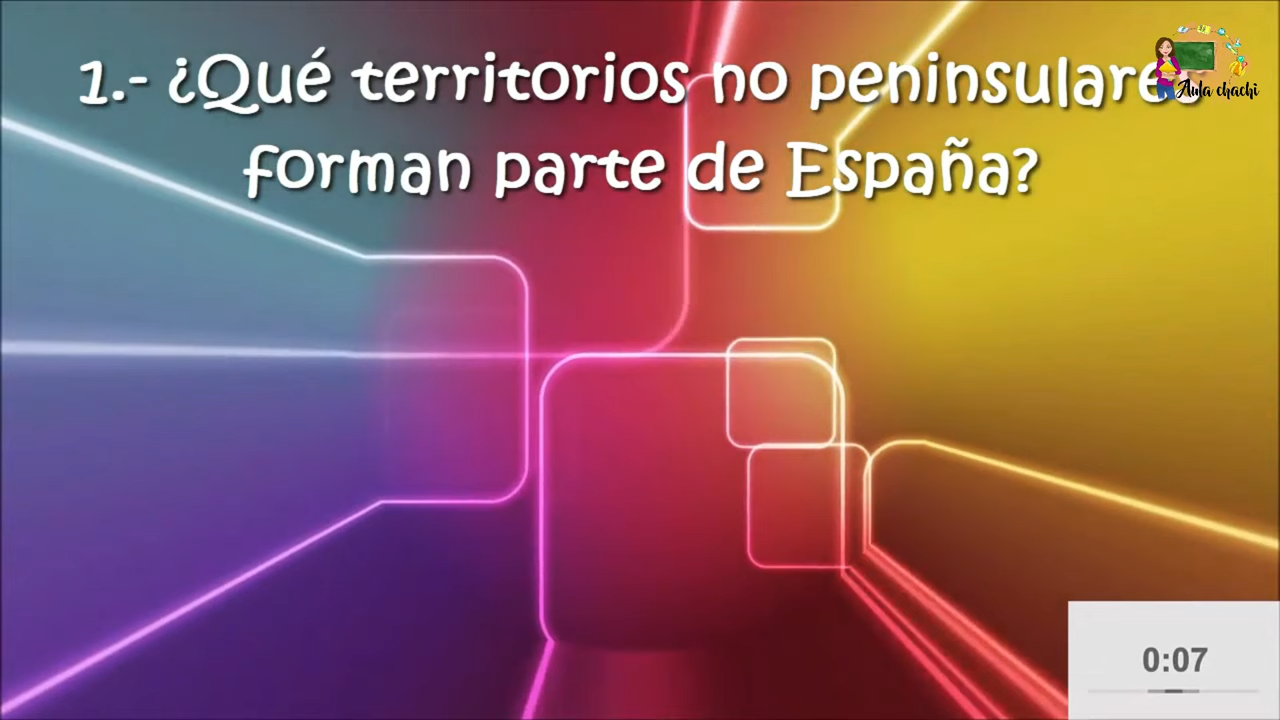 1.- ¿Qué territorios no peninsulares
forman parte de España?
Aula chachi
0:07